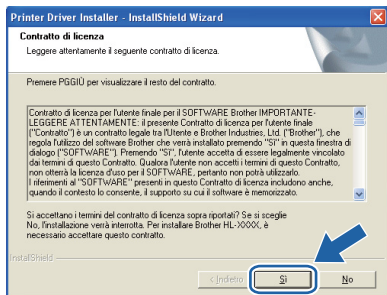 Printer Driver Installer - InstallShield Wizard
Contratto di licenza
Leggere attentamente il seguente contratto di licenza.
Premere PGGIÙ per visualizzare il resto del contratto.
Contratto di licenza per l'utente finale per il SOFTWARE Brother IMPORTANTE-
LEGGERE ATTENTAMENTE: il presente Contratto di licenza per l'utente finale
("Contratto") è un contratto legale tra l'Utente e Brother Industries, Ltd. ("Brother"), che
regola l'utilizzo del software Brother che verrà installato premendo "Sì" in questa finestra di
dialogo ("SOFTWARE"). Premendo "Sì", l'utente accetta di essere legalmente vincolato
dai termini di questo Contratto. Qualora l'utente non accetti i termini di questo Contratto,
non otterrà la licenza d'uso per il SOFTWARE, pertanto non potrà utilizzarlo.
I riferimenti al "SOFTWARE" presenti in questo Contratto di licenza includono anche,
quando il contesto lo consente, il supporto su cui il software è memorizzato.
Si accettano i termini del contratto di licenza sopra riportati? Se si sceglie
No, l'installazione verrà interrotta. Per installare Brother HL-XXXX, è
necessario accettare questo contratto.
InstallShield
< Indietro
Sì
No